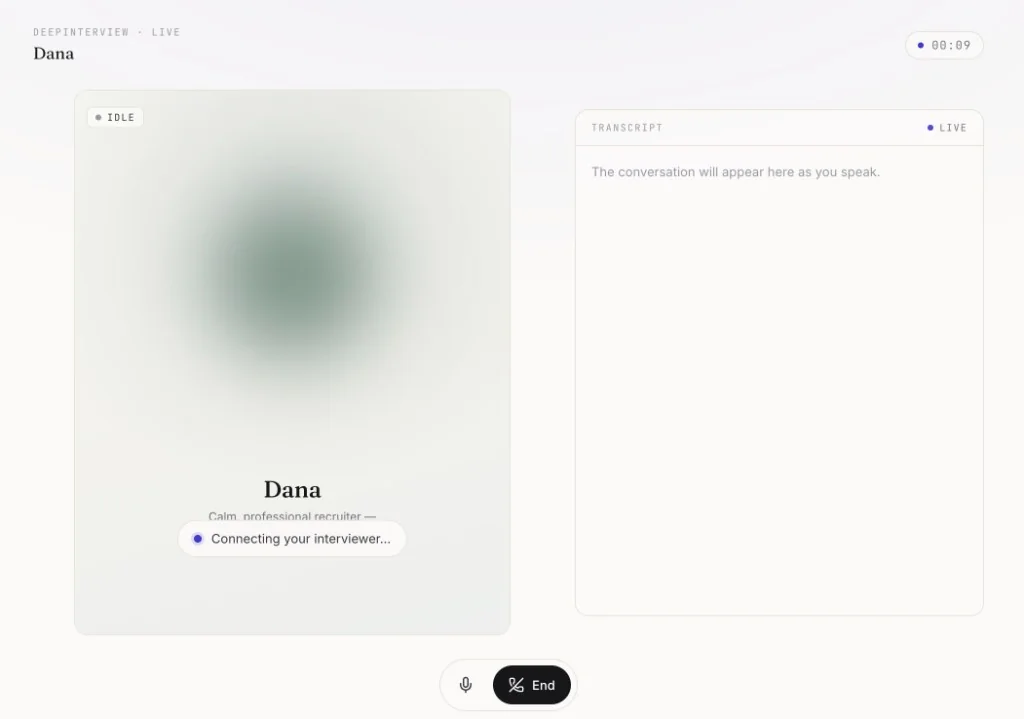 DEEPINTERVIEW · LIVE
Dana
00:09
IDLE
Dana
Calm, professional recruiter —
Connecting your interviewer...
TRANSCRIPT
LIVE
The conversation will appear here as you speak.
End